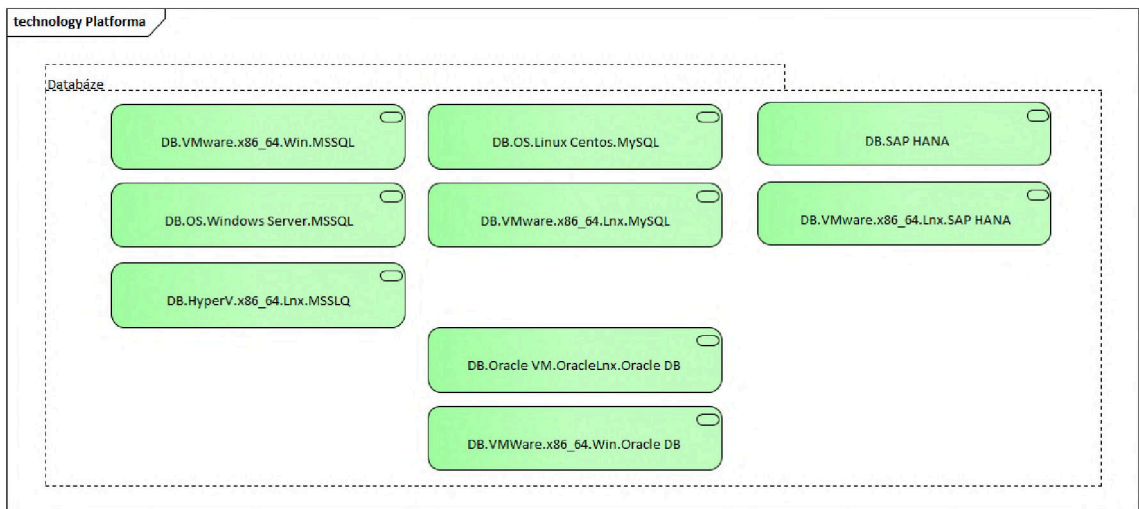 technology Platforma
Databáze
DB.VMware.x86_64.Win.MSSQL
DB.OS.Linux Centos.MySQL
DB.SAP HANA
DB.OS.Windows Server.MSSQL
DB.VMware.x86_64.Lnx.MySQL
DB.VMware.x86_64.Lnx.SAP HANA
DB.HyperV.x86_64.Lnx.MSSLQ
DB.Oracle VM.OracleLnx.Oracle DB
DB.VMWare.x86_64.Win.Oracle DB